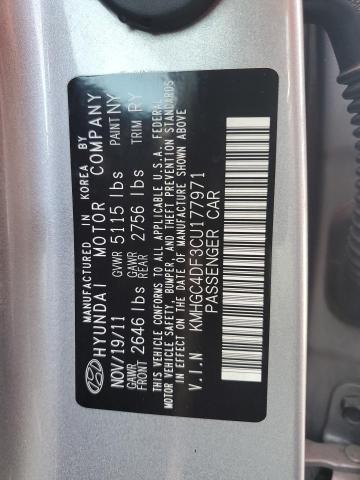 MANUFACTURED IN KOREA BY
HYUNDAI MOTOR COMPANY
NOV/19/11 GVWR 5115 lbs PAINT NY
GAWR FRONT 2646 lbs GAWR REAR 2756 lbs TRIM RY
THIS VEHICLE CONFORMS TO ALL APPLICABLE U.S.A. FEDERAL
MOTOR VEHICLE SAFETY, BUMPER, AND THEFT PREVENTION STANDARDS
IN EFFECT ON THE DATE OF MANUFACTURE SHOWN ABOVE
V.I.N KMHGC4DF3CU177971
PASSENGER CAR